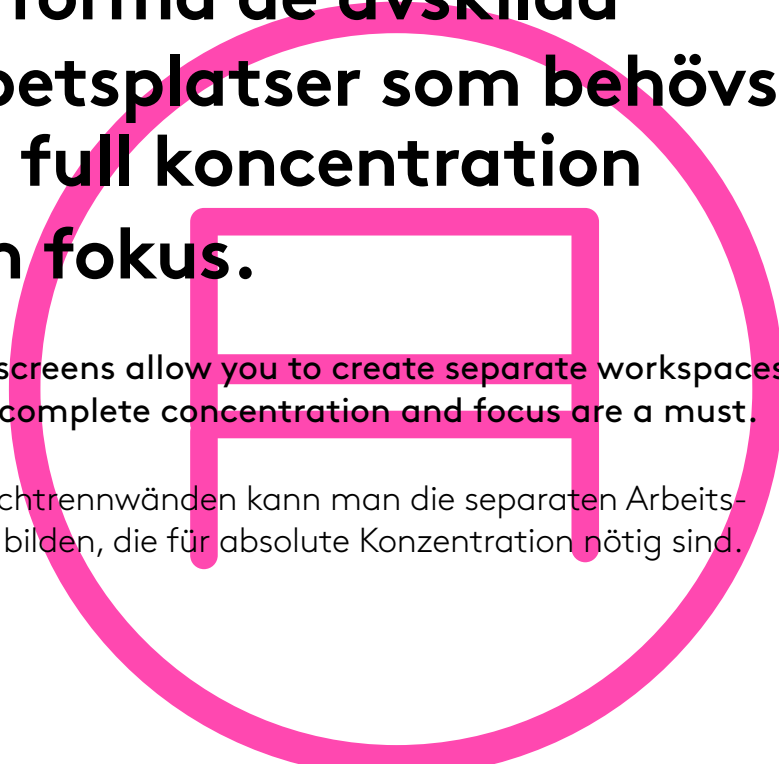 forma de avskilda
betsplatser som behövs
full koncentration
n fokus.
screens allow you to create separate workspaces
complete concentration and focus are a must.
chtrennwänden kann man die separaten Arbeits-
bilden, die für absolute Konzentration nötig sind.